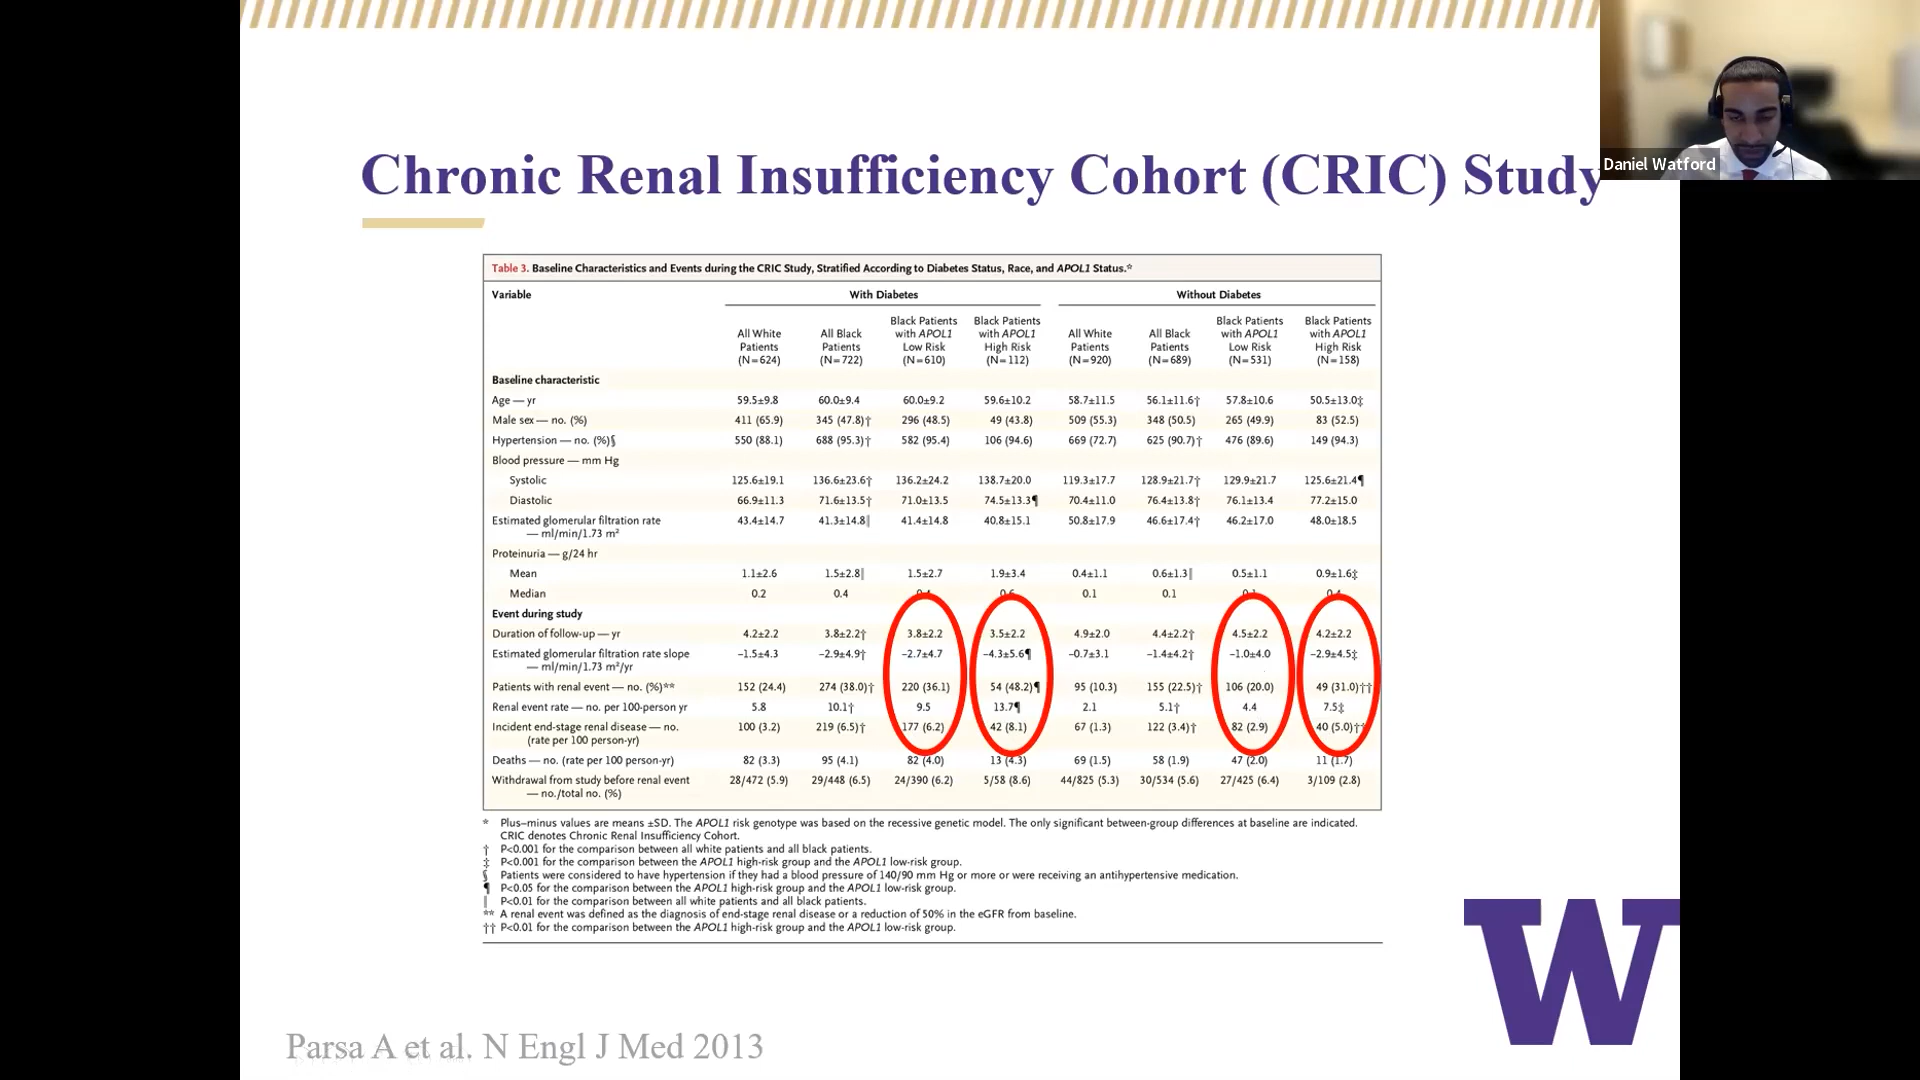 Chronic Renal Insufficiency Cohort (CRIC) Study
Daniel Watford
Table 3. Baseline Characteristics and Events during the CRIC Study, Stratified According to Diabetes Status, Race, and APOL1 Status.*
Variable With Diabetes Without Diabetes
All White Patients (N=624) All Black Patients (N=722) Black Patients with APOL1 Low Risk (N=610) Black Patients with APOL1 High Risk (N=112) All White Patients (N=920) All Black Patients (N=689) Black Patients with APOL1 Low Risk (N=531) Black Patients with APOL1 High Risk (N=158)
Baseline characteristic
Age — yr 59.5±9.8 60.0±9.4 60.0±9.2 59.6±10.2 58.7±11.5 56.1±11.6† 57.8±10.6 50.5±13.0‡
Male sex — no. (%) 411 (65.9) 345 (47.8)† 296 (48.5) 49 (43.8) 509 (55.3) 348 (50.5) 265 (49.9) 83 (52.5)
Hypertension — no. (%)§ 550 (88.1) 688 (95.3)† 582 (95.4) 106 (94.6) 669 (72.7) 625 (90.7)† 476 (89.6) 149 (94.3)
Blood pressure — mm Hg
Systolic 125.6±19.1 136.6±23.6† 136.2±24.2 138.7±20.0 119.3±17.7 128.9±21.7† 129.9±21.7 125.6±21.4¶
Diastolic 66.9±11.3 71.6±13.5† 71.0±13.5 74.5±13.3¶ 70.4±11.0 76.4±13.8† 76.1±13.4 77.2±15.0
Estimated glomerular filtration rate 43.4±14.7 41.3±14.8‖ 41.4±14.8 40.8±15.1 50.8±17.9 46.6±17.4† 46.2±17.0 48.0±18.5
— ml/min/1.73 m²
Proteinuria — g/24 hr
Mean 1.1±2.6 1.5±2.8‖ 1.5±2.7 1.9±3.4 0.4±1.1 0.6±1.3‖ 0.5±1.1 0.9±1.6‡
Median 0.2 0.4 0.1 0.1
Event during study
Duration of follow-up — yr 4.2±2.2 3.8±2.2† 3.8±2.2 3.5±2.2 4.9±2.0 4.4±2.2† 4.5±2.2 4.2±2.2
Estimated glomerular filtration rate slope −1.5±4.3 −2.9±4.9† −2.7±4.7 −4.3±5.6¶ −0.7±3.1 −1.4±4.2† −1.0±4.0 −2.9±4.5‡
— ml/min/1.73 m²/yr
Patients with renal event — no. (%)** 152 (24.4) 274 (38.0)† 220 (36.1) 54 (48.2)¶ 95 (10.3) 155 (22.5)† 106 (20.0) 49 (31.0)††
Renal event rate — no. per 100-person yr 5.8 10.1† 9.5 13.7¶ 2.1 5.1† 4.4 7.5‡
Incident end-stage renal disease — no. 100 (3.2) 219 (6.5)† 177 (6.2) 42 (8.1) 67 (1.3) 122 (3.4)† 82 (2.9) 40 (5.0)††
(rate per 100 person-yr)
Deaths — no. (rate per 100 person-yr) 82 (3.3) 95 (4.1) 82 (4.0) 13 (4.3) 69 (1.5) 58 (1.9) 47 (2.0) 11 (1.7)
Withdrawal from study before renal event 28/472 (5.9) 29/448 (6.5) 24/390 (6.2) 5/58 (8.6) 44/825 (5.3) 30/534 (5.6) 27/425 (6.4) 3/109 (2.8)
— no./total no. (%)
* Plus–minus values are means ±SD. The APOL1 risk genotype was based on the recessive genetic model. The only significant between-group differences at baseline are indicated.
CRIC denotes Chronic Renal Insufficiency Cohort.
† P<0.001 for the comparison between all white patients and all black patients.
‡ P<0.001 for the comparison between the APOL1 high-risk group and the APOL1 low-risk group.
§ Patients were considered to have hypertension if they had a blood pressure of 140/90 mm Hg or more or were receiving an antihypertensive medication.
¶ P<0.05 for the comparison between the APOL1 high-risk group and the APOL1 low-risk group.
‖ P<0.01 for the comparison between all white patients and all black patients.
** A renal event was defined as the diagnosis of end-stage renal disease or a reduction of 50% in the eGFR from baseline.
†† P<0.01 for the comparison between the APOL1 high-risk group and the APOL1 low-risk group.
W
Parsa A et al. N Engl J Med 2013